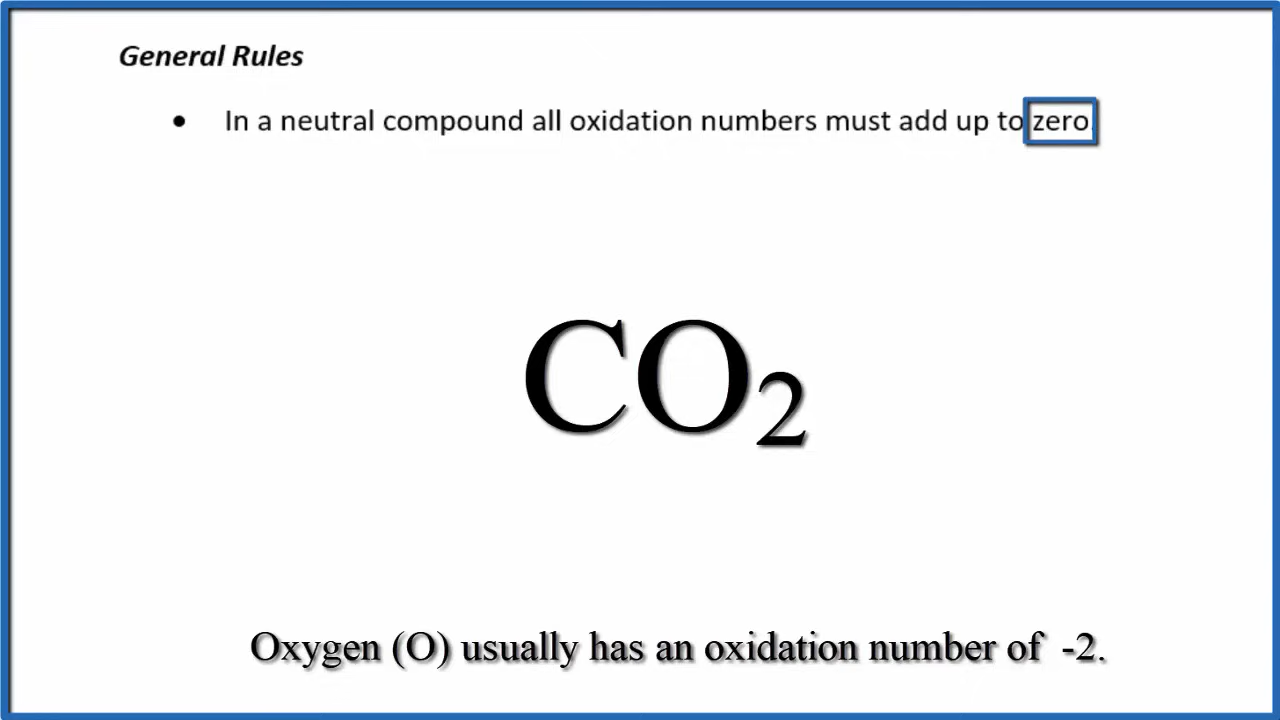 General Rules
• In a neutral compound all oxidation numbers must add up to zero.
CO₂
Oxygen (O) usually has an oxidation number of -2.